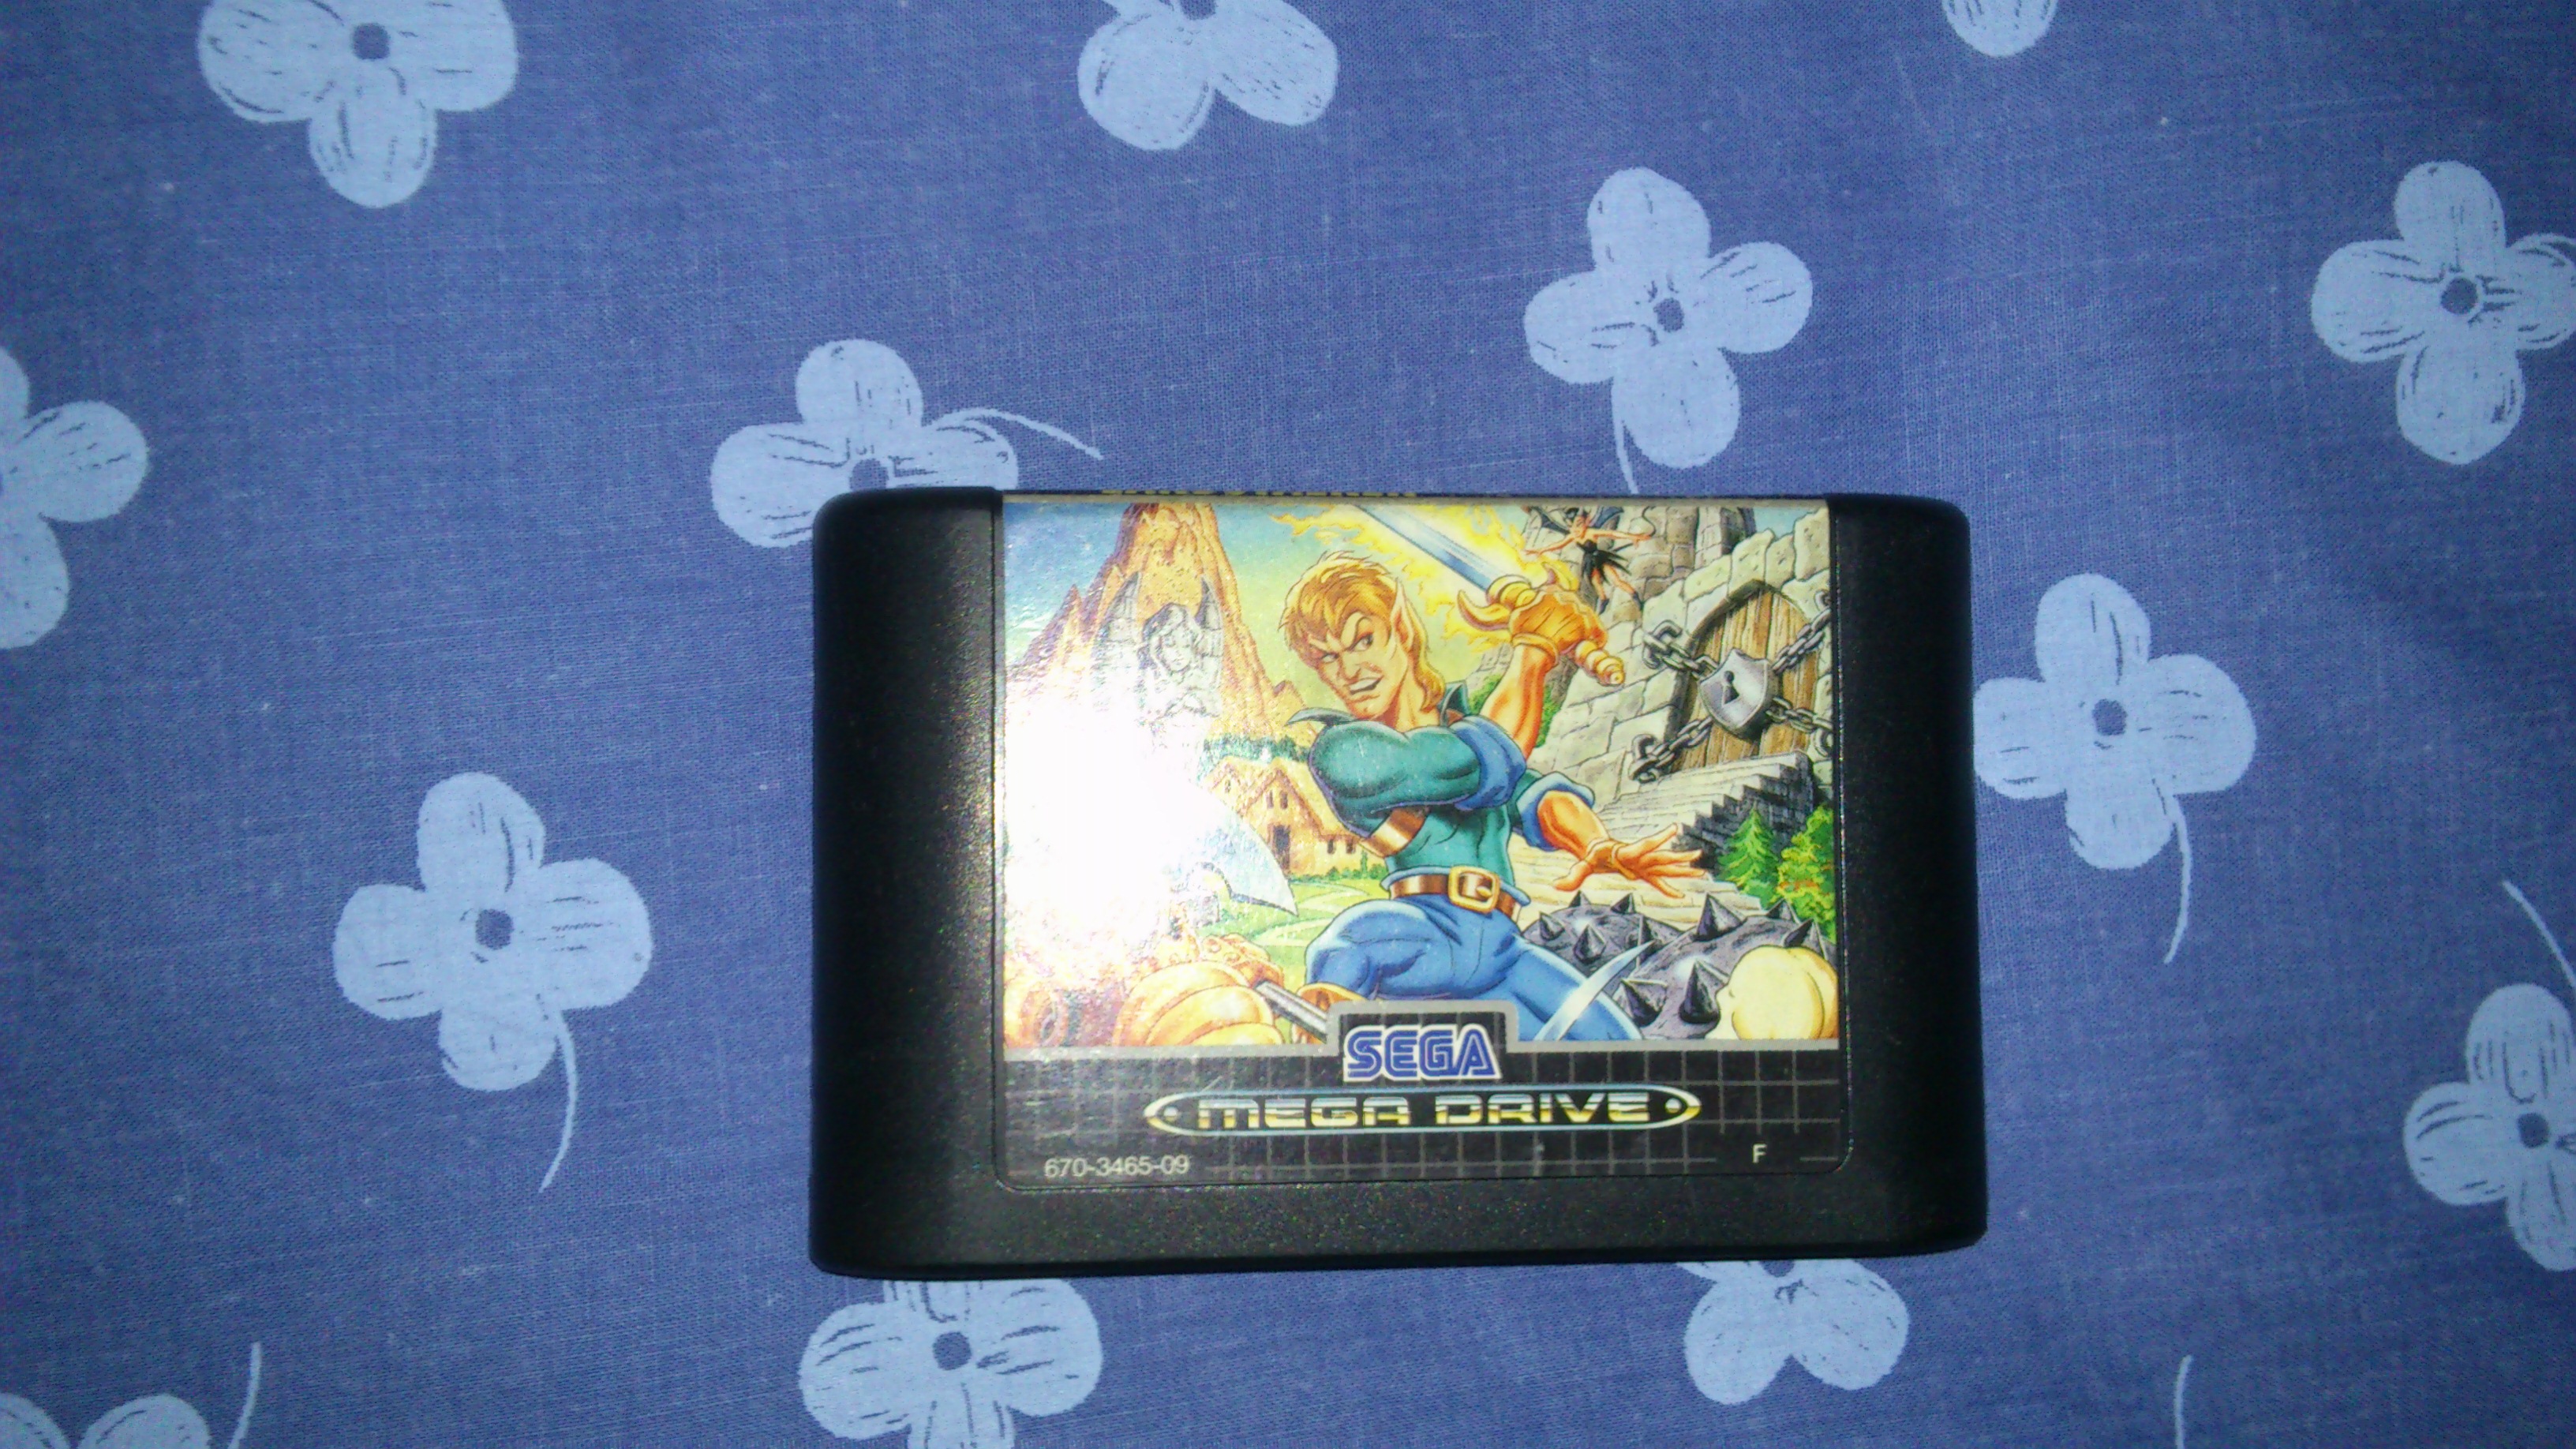 SEGA
MEGA DRIVE
670-3465-09
F